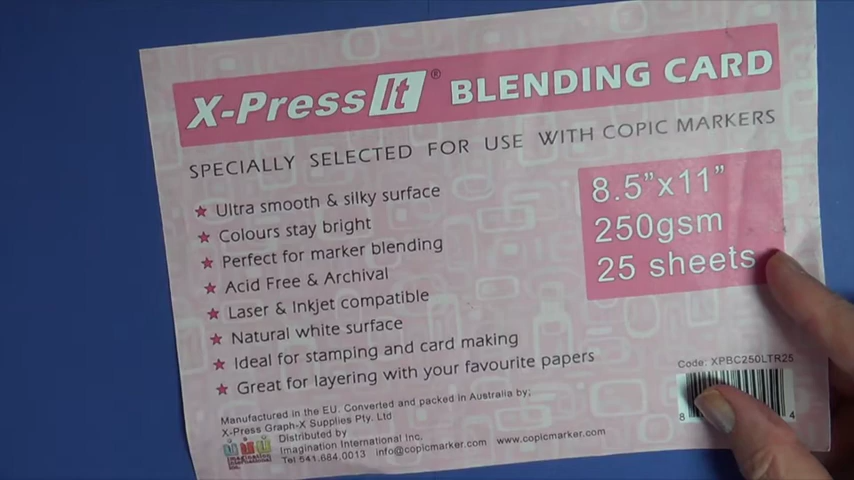 X-Press It® BLENDING CARD
SPECIALLY SELECTED FOR USE WITH COPIC MARKERS
★ Ultra smooth & silky surface
★ Colours stay bright
★ Perfect for marker blending
★ Acid Free & Archival
★ Laser & Inkjet compatible
★ Natural white surface
★ Ideal for stamping and card making
★ Great for layering with your favourite papers
8.5"x11"
250gsm
25 sheets
Code: XPBC250LTR25
8 4
Manufactured in the EU. Converted and packed in Australia by;
X-Press Graph-X Supplies Pty. Ltd
Distributed by
Imagination International Inc.
Tel 541.684.0013 info@copicmarker.com www.copicmarker.com